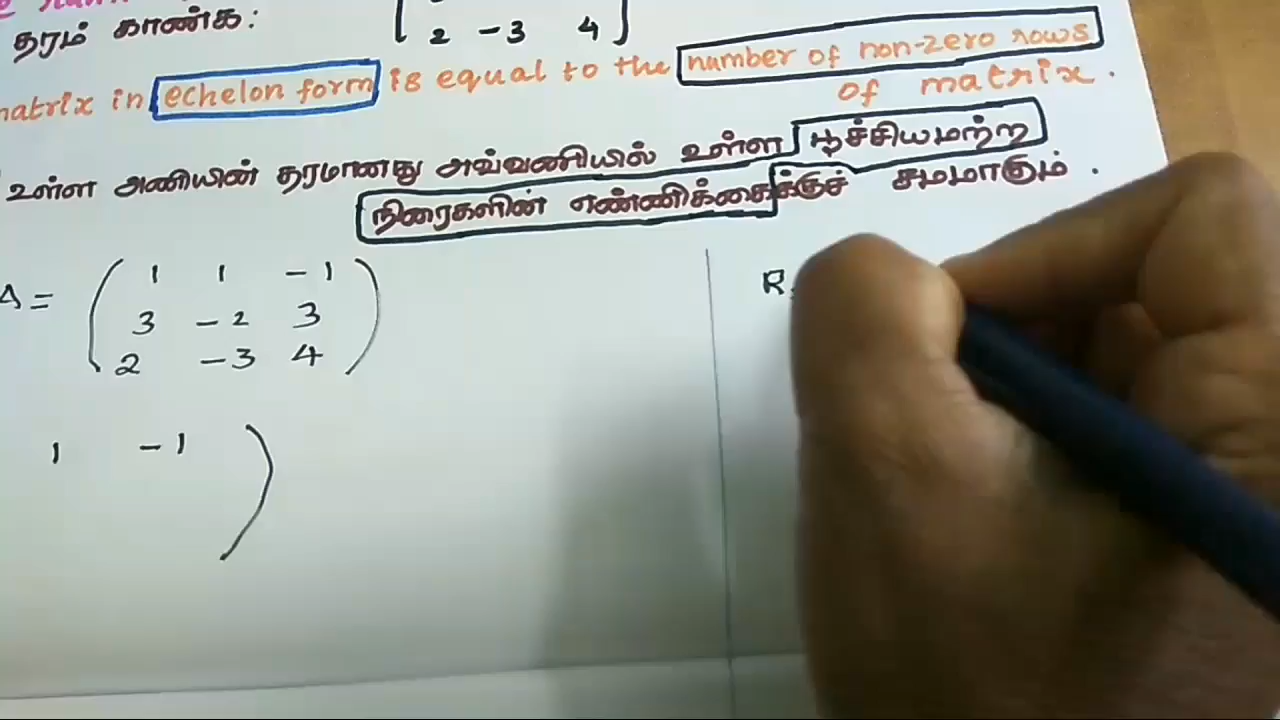 தரம் காண்க:
2 -3 4
matrix in echelon form is equal to the number of non-zero rows
of matrix.
உள்ள அணியின் தரமானது அவ்வணியில் உள்ள பூச்சியமற்ற
நிரைகளின் எண்ணிக்கைக்குச் சமமாகும்.
A = 1 1 -1
3 -2 3
2 -3 4
R
1 -1